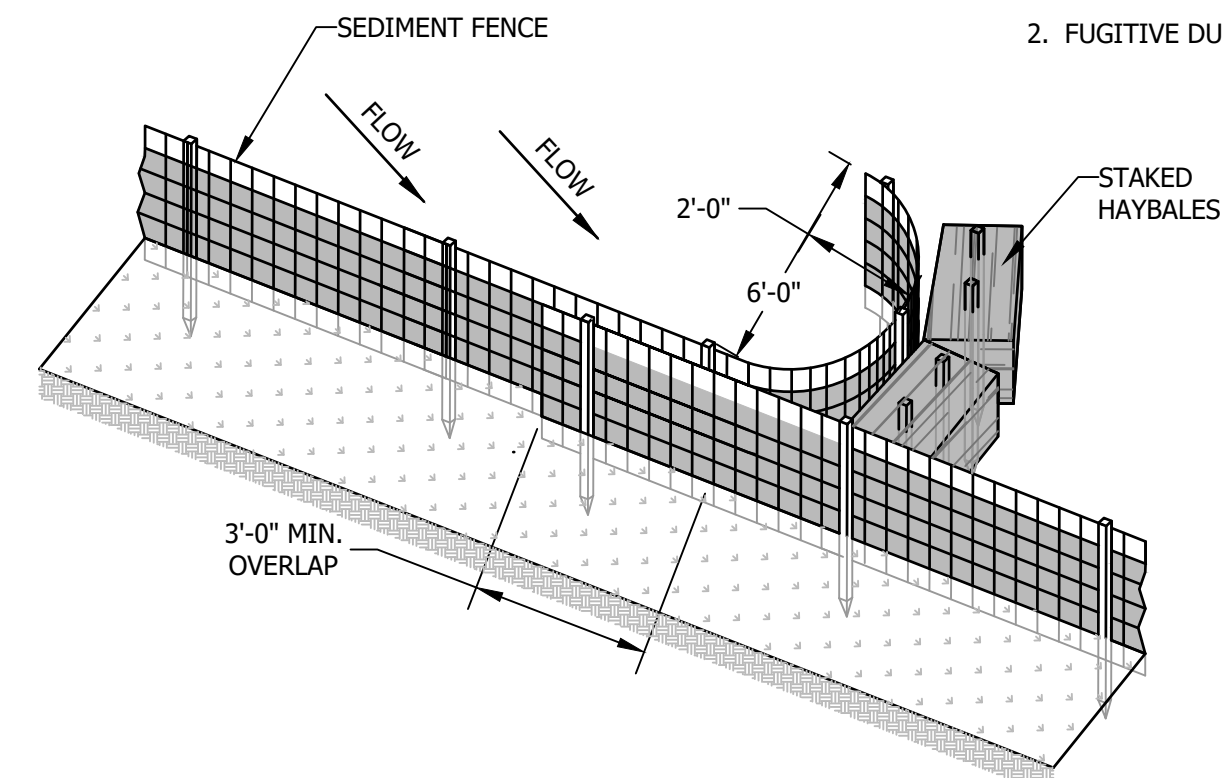 SEDIMENT FENCE
2. FUGITIVE DU
FLOW
FLOW
STAKED
HAYBALES
2'-0"
6'-0"
3'-0" MIN.
OVERLAP